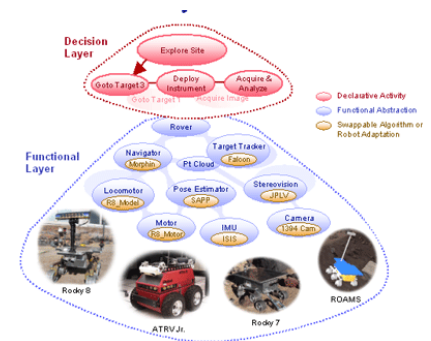 Decision
Layer
Explore Site
Goto Target 3
Deploy
Instrument
Acquire &
Analyze
Goto Target 1
Acquire Image
Declarative Activity
Functional Abstraction
Swappable Algorithm or
Robot Adaptation
Functional
Layer
Rover
Navigator
Morphin
Pt Cloud
Target Tracker
Falcon
Locomotor
R8_Model
Pose Estimator
SAPP
Stereovision
JPLV
Motor
R8_Motor
IMU
ISIS
Camera
1394 Cam
Rocky 8
ATRV Jr.
Rocky 7
ROAMS